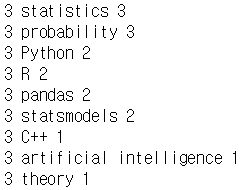 3 statistics 3
3 probability 3
3 Python 2
3 R 2
3 pandas 2
3 statsmodels 2
3 C++ 1
3 artificial intelligence 1
3 theory 1